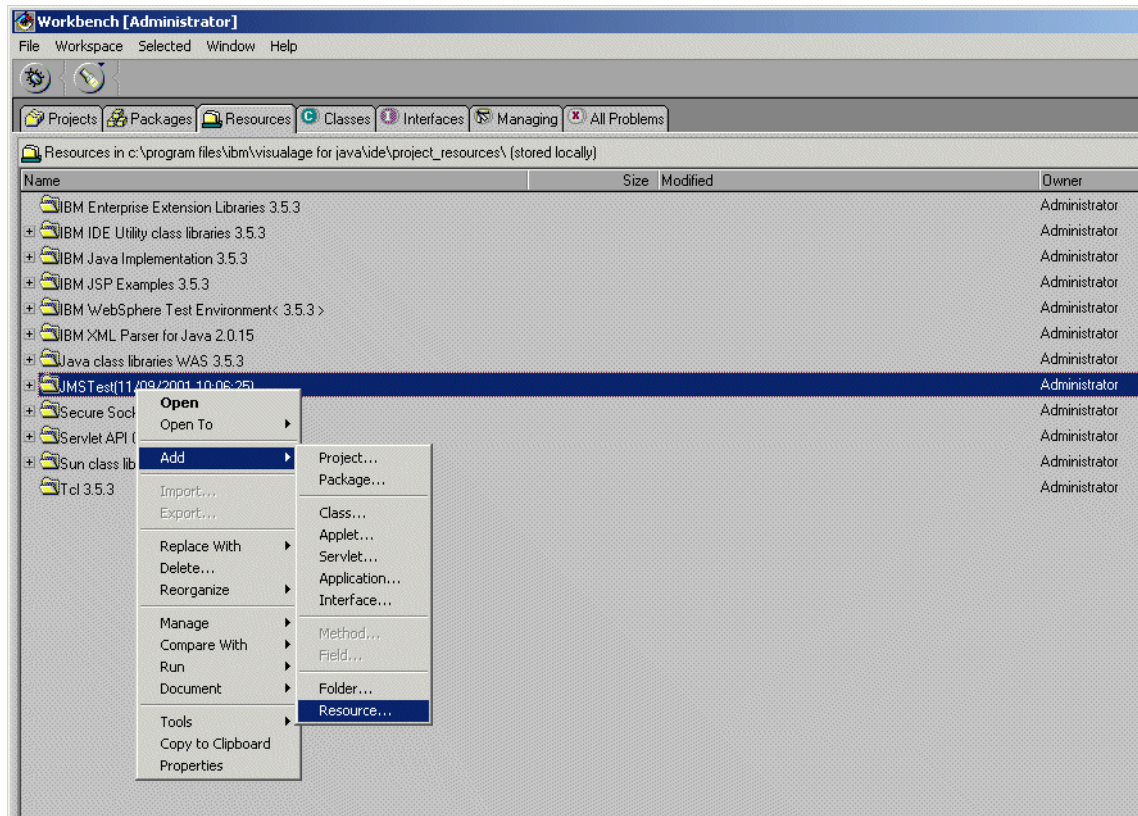 Workbench [Administrator]
File Workspace Selected Window Help
Projects Packages Resources Classes Interfaces Managing All Problems
Resources in c:\program files\ibm\visualage for java\ide\project_resources\ (stored locally)
Name Size Modified Owner
IBM Enterprise Extension Libraries 3.5.3 Administrator
IBM IDE Utility class libraries 3.5.3 Administrator
IBM Java Implementation 3.5.3 Administrator
IBM JSP Examples 3.5.3 Administrator
IBM WebSphere Test Environment< 3.5.3 > Administrator
IBM XML Parser for Java 2.0.15 Administrator
Java class libraries WAS 3.5.3 Administrator
JMSTest(11/09/2001 10:06:25) Administrator
Secure Sock Administrator
Servlet API ( Administrator
Sun class lib Administrator
Tcl 3.5.3 Administrator
Open
Open To
Add
Import...
Export...
Replace With
Delete...
Reorganize
Manage
Compare With
Run
Document
Tools
Copy to Clipboard
Properties
Project...
Package...
Class...
Applet...
Servlet...
Application...
Interface...
Method...
Field...
Folder...
Resource...